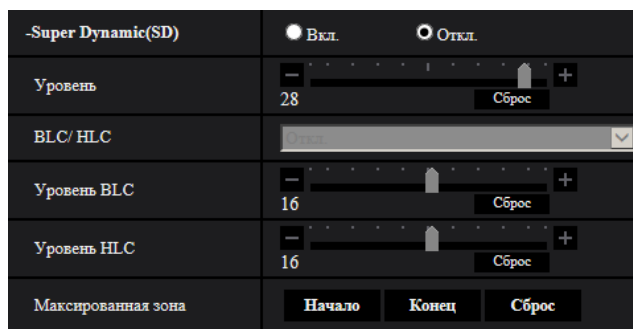 -Super Dynamic(SD) Вкл. Откл.
Уровень
28 Сброс
BLC/ HLC Откл.
Уровень BLC
16 Сброс
Уровень HLC
16 Сброс
Максированная зона Начало Конец Сброс